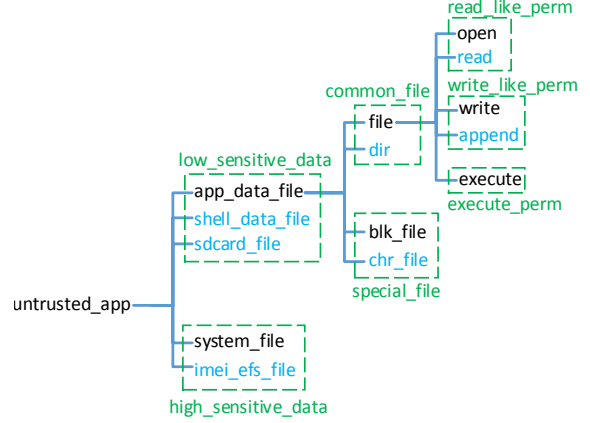 read_like_perm
open
read
write_like_perm
write
append
execute
execute_perm
common_file
file
dir
blk_file
chr_file
special_file
low_sensitive_data
app_data_file
shell_data_file
sdcard_file
untrusted_app
system_file
imei_efs_file
high_sensitive_data